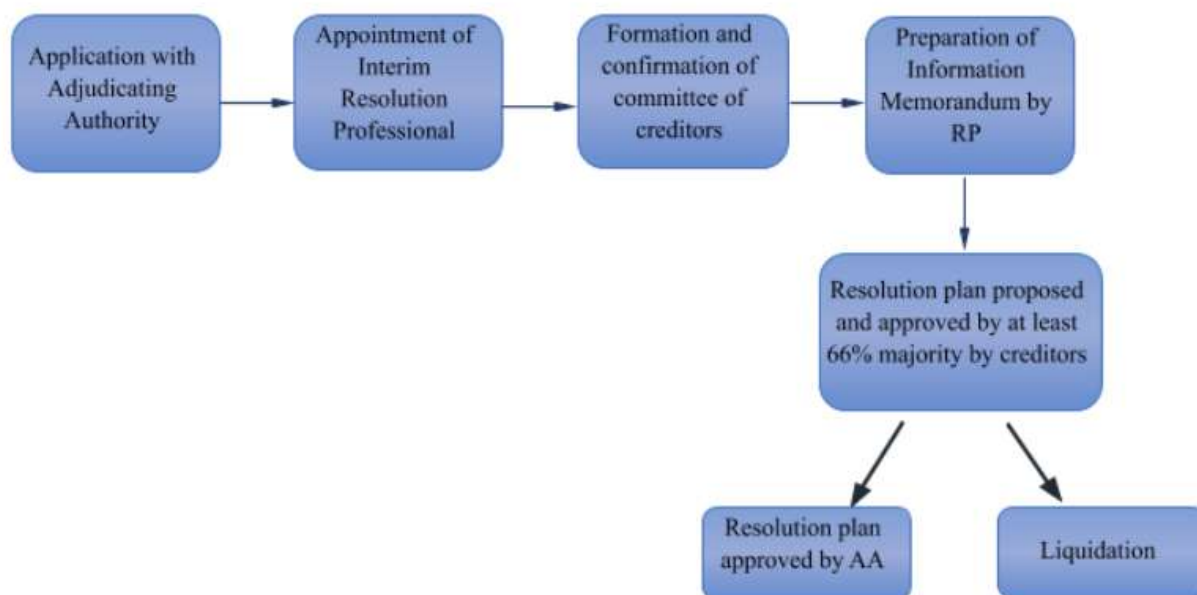 Application with
Adjudicating
Authority
Appointment of
Interim
Resolution
Professional
Formation and
confirmation of
committee of
creditors
Preparation of
Information
Memorandum by
RP
Resolution plan proposed
and approved by at least
66% majority by creditors
Resolution plan
approved by AA
Liquidation